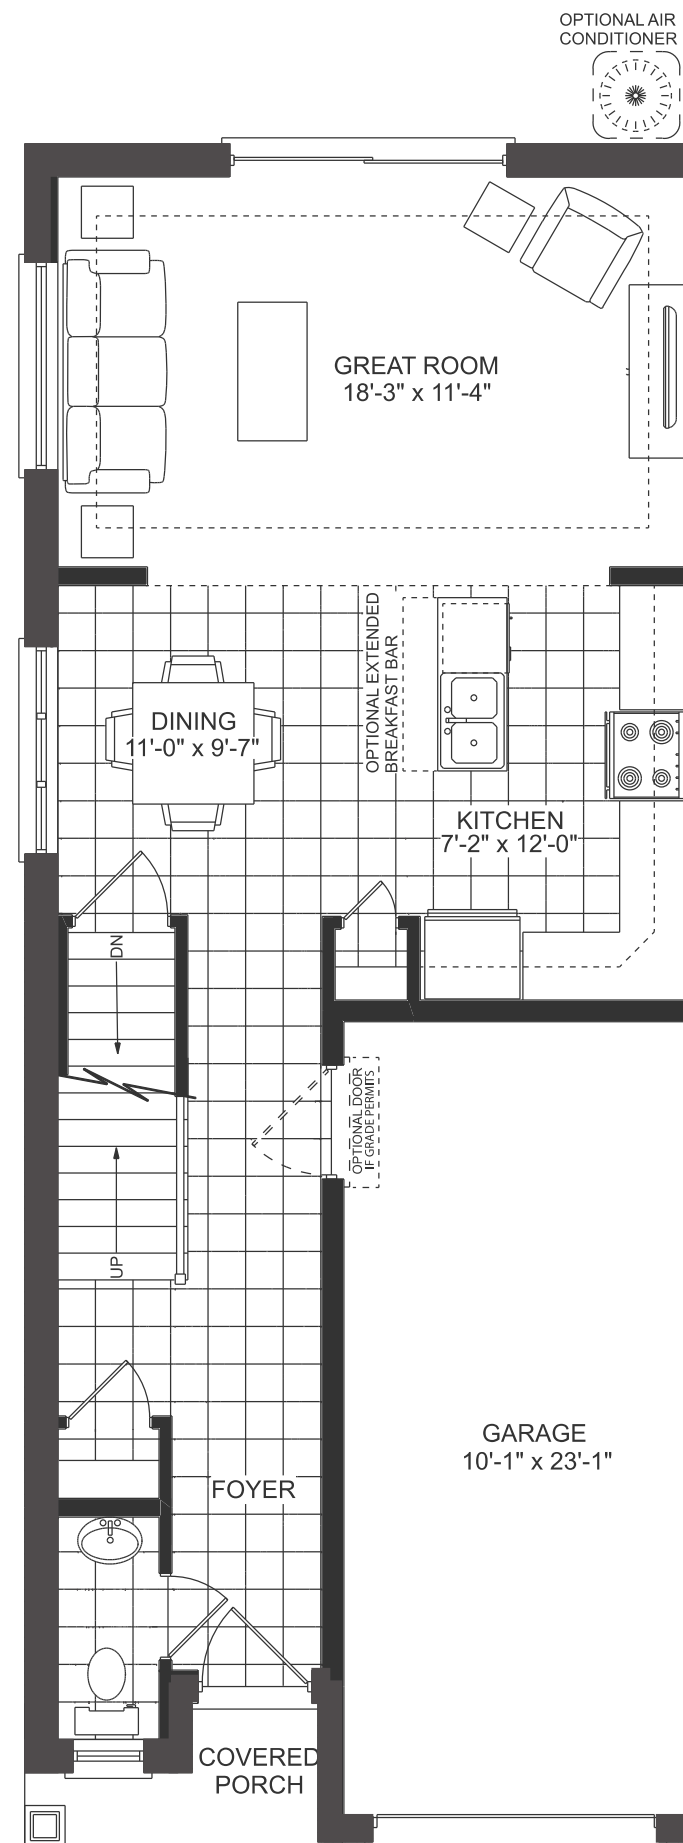 OPTIONAL AIR
CONDITIONER
GREAT ROOM
18'-3" x 11'-4"
OPTIONAL EXTENDED
BREAKFAST BAR
DINING
11'-0" x 9'-7"
KITCHEN
7'-2" x 12'-0"
DN
OPTIONAL DOOR
IF GRADE PERMITS
UP
GARAGE
10'-1" x 23'-1"
FOYER
COVERED
PORCH